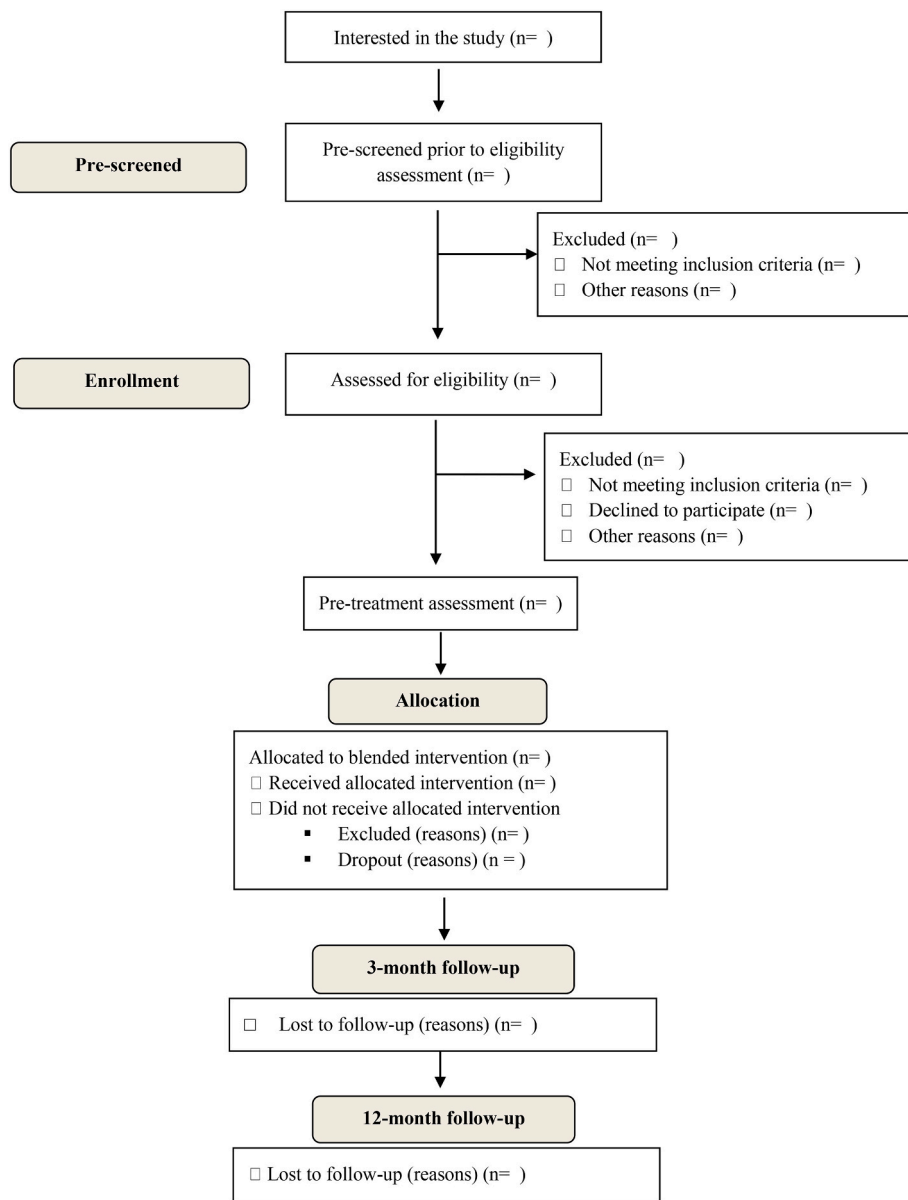 Interested in the study (n=  )
Pre-screened
Pre-screened prior to eligibility
assessment (n=  )
Excluded (n=   )
□ Not meeting inclusion criteria (n=  )
□ Other reasons (n=  )
Enrollment
Assessed for eligibility (n=  )
Excluded (n=   )
□ Not meeting inclusion criteria (n=  )
□ Declined to participate (n=  )
□ Other reasons (n=  )
Pre-treatment assessment (n=  )
Allocation
Allocated to blended intervention (n= )
□ Received allocated intervention (n= )
□ Did not receive allocated intervention
▪ Excluded (reasons) (n= )
▪ Dropout (reasons) (n = )
3-month follow-up
□ Lost to follow-up (reasons) (n=  )
12-month follow-up
□ Lost to follow-up (reasons) (n=  )